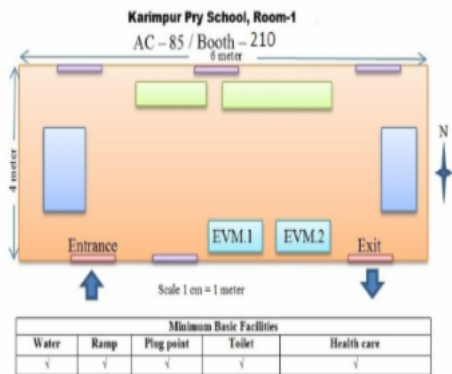 Karimpur Pry School, Room-1
AC – 85 / Booth – 210
6 meter
4 meter
N
EVM.1 EVM.2
Entrance Exit
Scale 1 cm = 1 meter
Minimum Basic Facilities
Water Ramp Plug point Toilet Health care
√ √ √ √ √